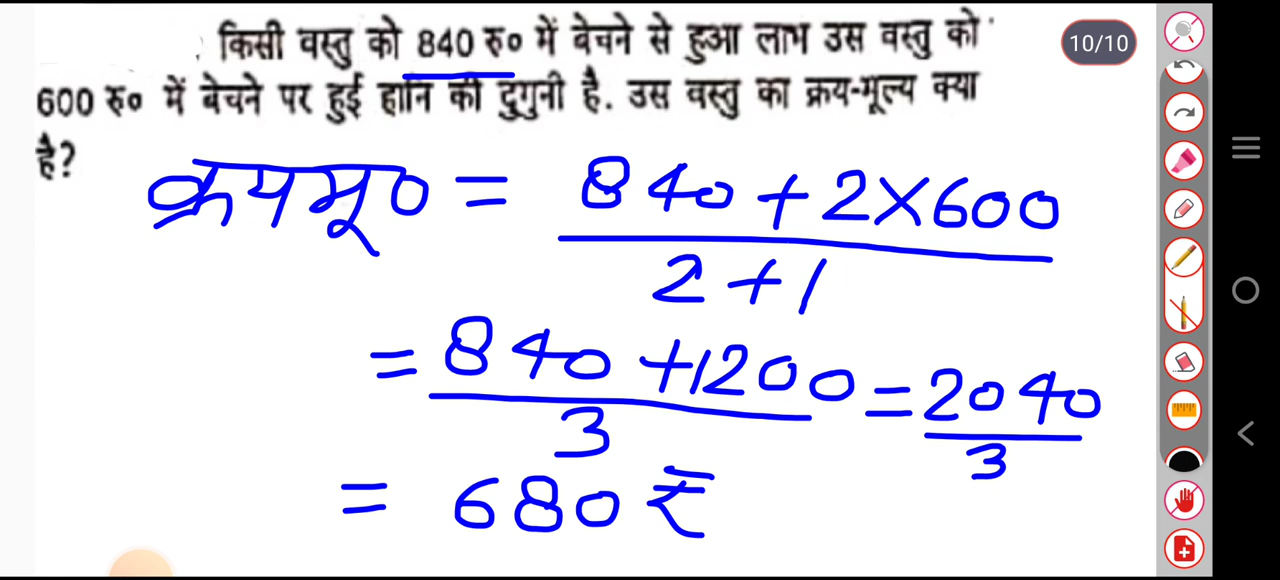 किसी वस्तु को 840 रु० में बेचने से हुआ लाभ उस वस्तु को
10/10
600 रु० में बेचने पर हुई हानि की दुगुनी है. उस वस्तु का क्रय-मूल्य क्या
है?
क्रयमू० = 840 + 2×600
2 + 1
= 840 + 1200 = 2040
3 3
= 680 ₹